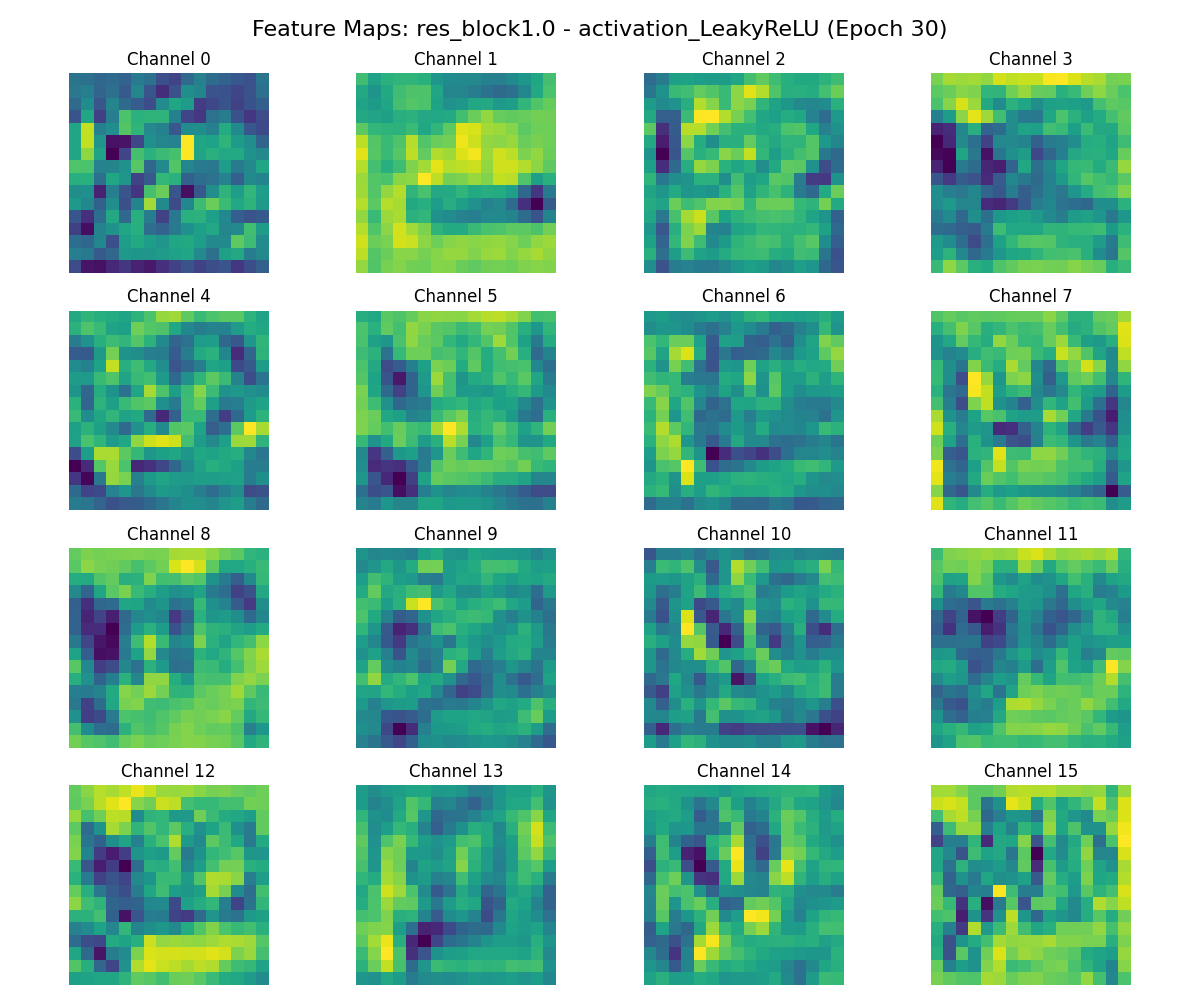 Feature Maps: res_block1.0 - activation_LeakyReLU (Epoch 30)
Channel 0 Channel 1 Channel 2 Channel 3
Channel 4 Channel 5 Channel 6 Channel 7
Channel 8 Channel 9 Channel 10 Channel 11
Channel 12 Channel 13 Channel 14 Channel 15